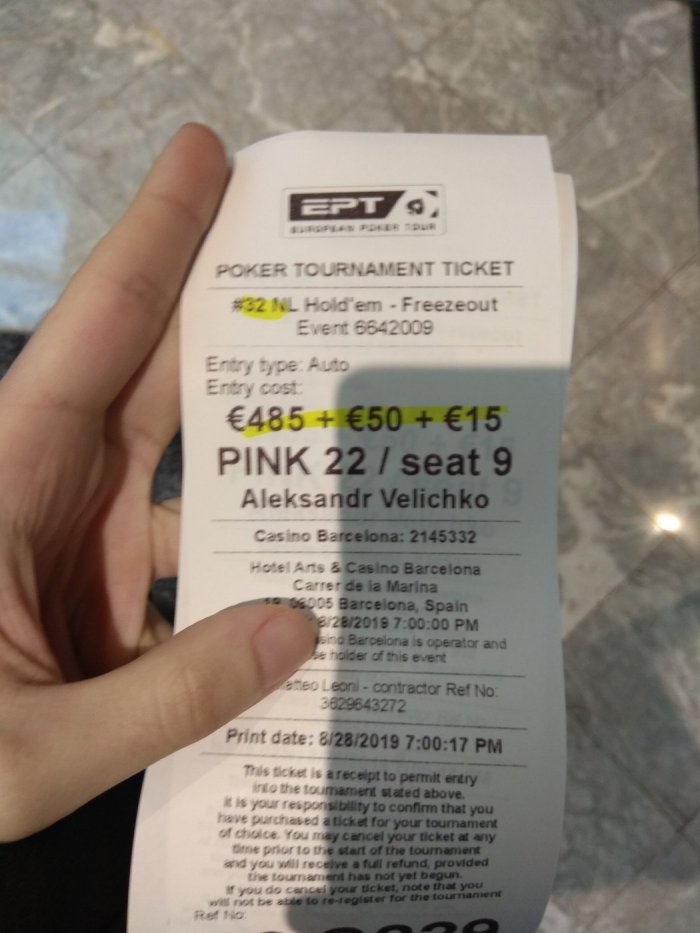 EPT
EUROPEAN POKER TOUR
POKER TOURNAMENT TICKET
#32 NL Hold'em - Freezeout
Event 6642009
Entry type: Auto
Entry cost:
€485 + €50 + €15
PINK 22 / seat 9
Aleksandr Velichko
Casino Barcelona: 2145332
Hotel Arts & Casino Barcelona
Carrer de la Marina
Barcelona, Spain
8/28/2019 7:00:00 PM
Barcelona is operator and
holder of this event
Leoni - contractor Ref No:
3629643272
Print date: 8/28/2019 7:00:17 PM
This ticket is a receipt to permit entry
into the tournament stated above.
It is your responsibility to confirm that you
have purchased a ticket for your tournament
of choice. You may cancel your ticket at any
time prior to the start of the tournament
and you will receive a full refund, provided
the tournament has not yet begun.
If you do cancel your ticket, note that you
will not be able to re-register for the tournament
Ref No: